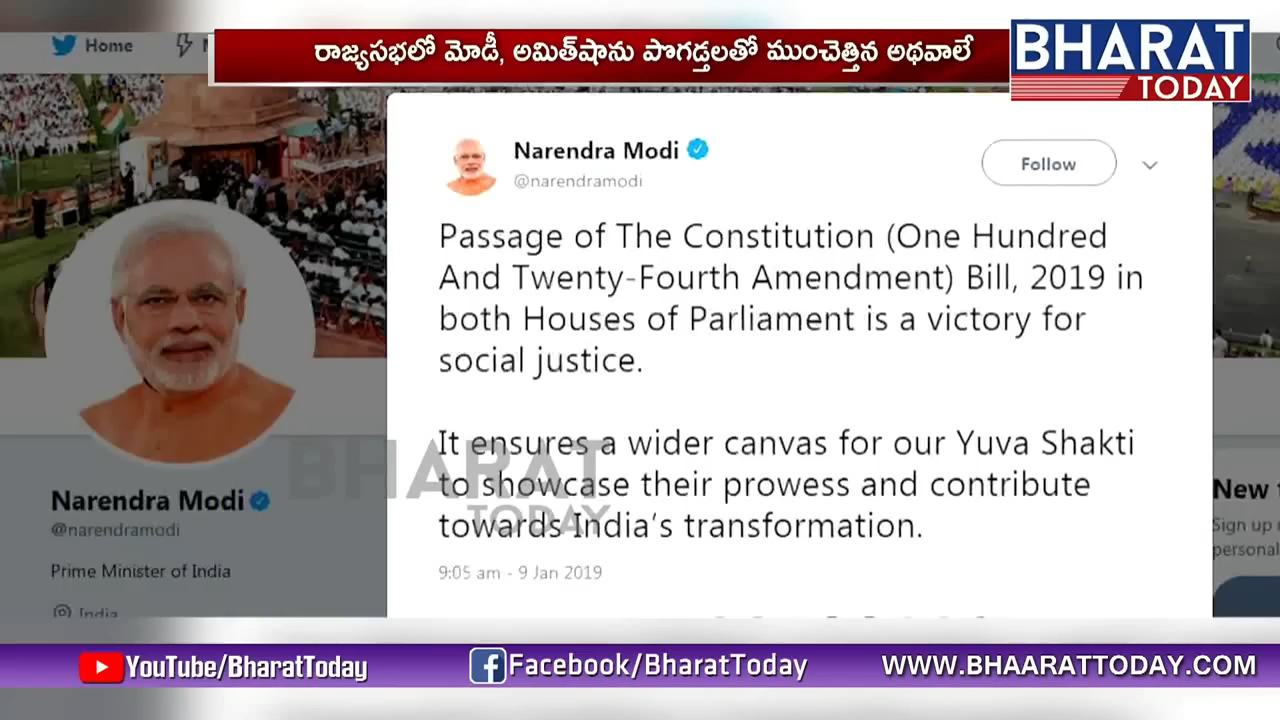 Home
రాజ్యసభలో మోడీ, అమిత్‌షాను పొగడ్తలతో ముంచెత్తిన అథవాలే
BHARAT
TODAY
Narendra Modi
@narendramodi
Follow
Passage of The Constitution (One Hundred
And Twenty-Fourth Amendment) Bill, 2019 in
both Houses of Parliament is a victory for
social justice.
It ensures a wider canvas for our Yuva Shakti
to showcase their prowess and contribute
towards India's transformation.
9:05 am - 9 Jan 2019
BHARAT
TODAY
Narendra Modi
@narendramodi
Prime Minister of India
India
New
Sign up
personal
YouTube/BharatToday
Facebook/BharatToday
WWW.BHAARATTODAY.COM